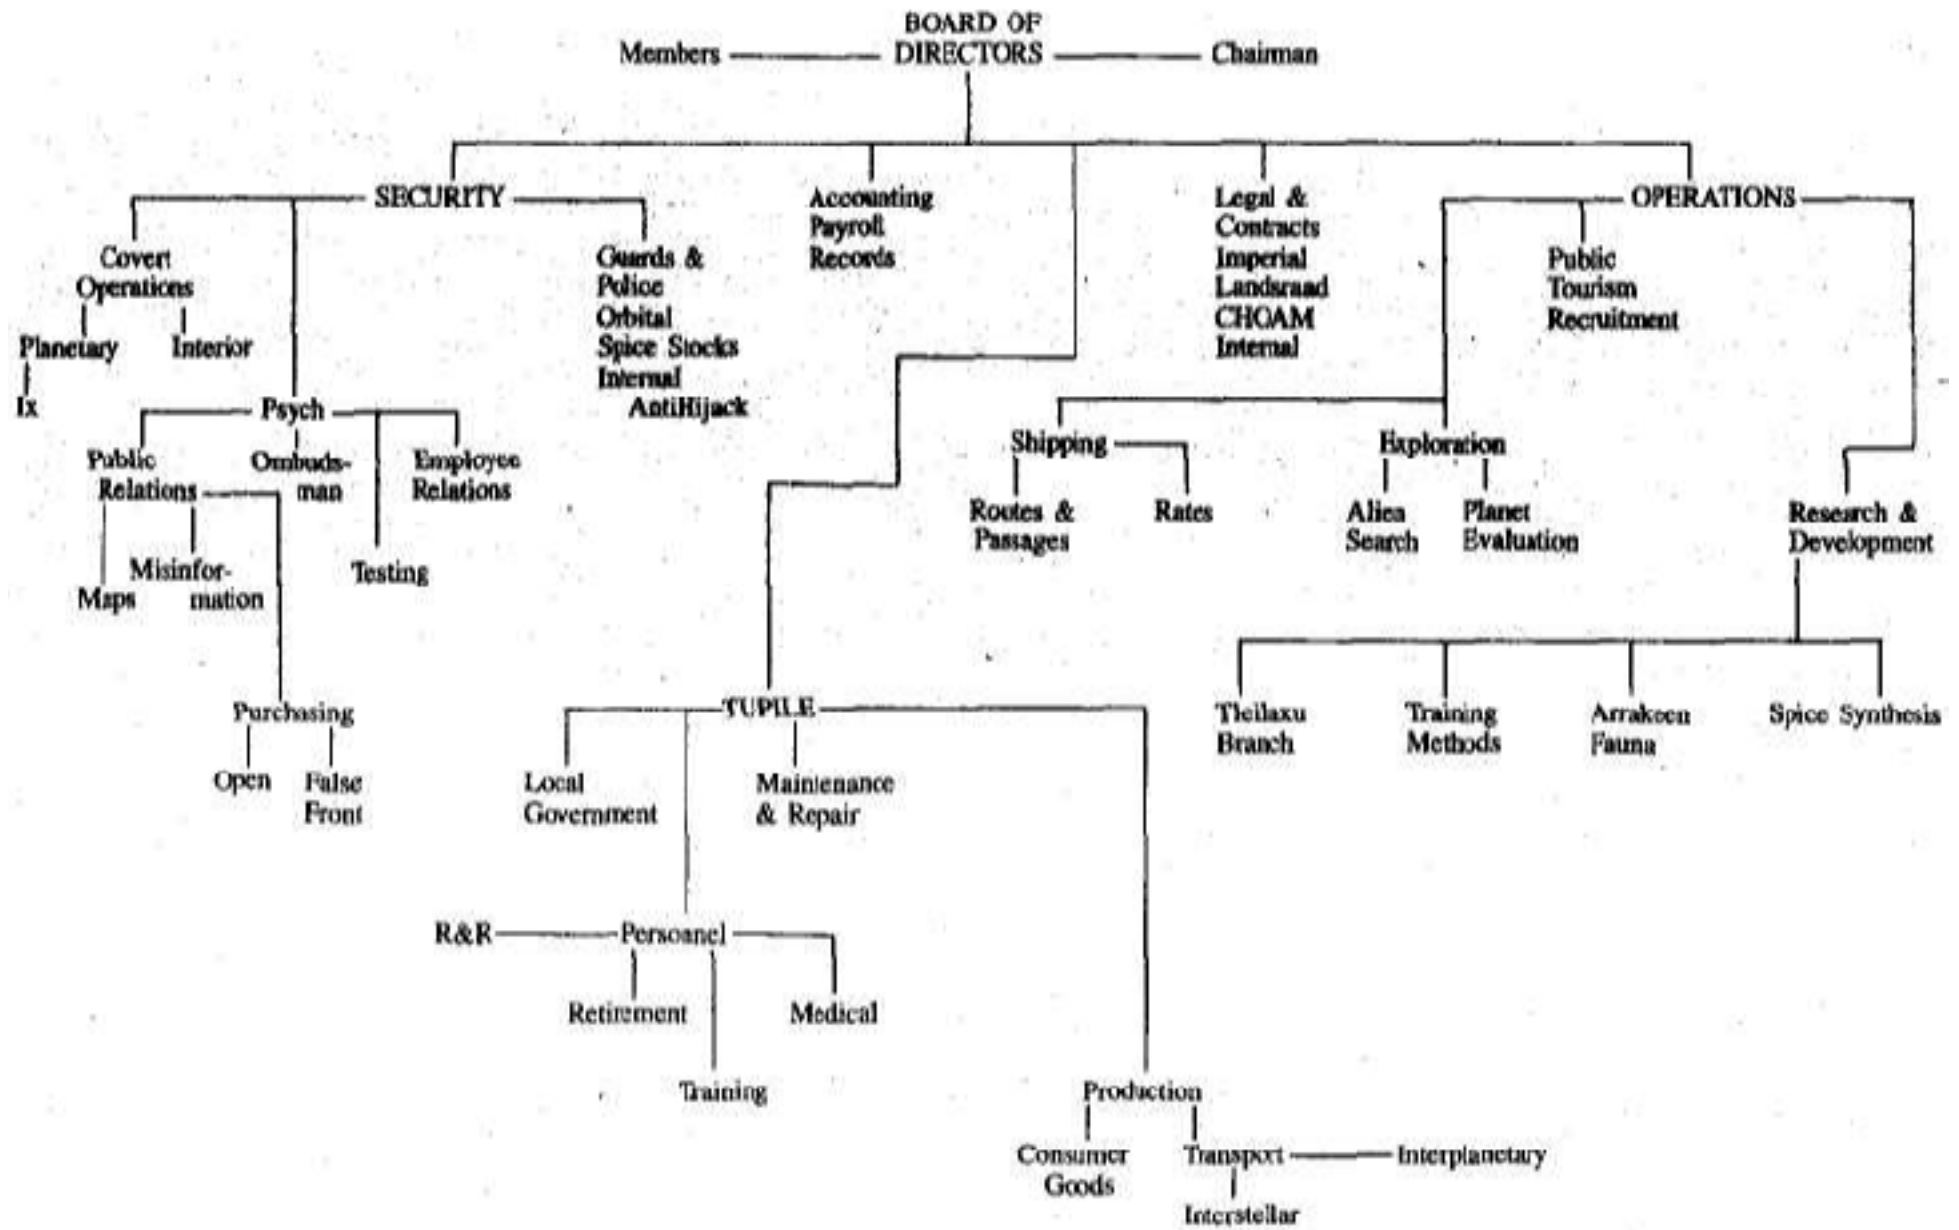 BOARD OF
Members DIRECTORS Chairman
SECURITY
Accounting
Payroll
Records
Legal &
Contracts
Imperial
Landsraad
CHOAM
Internal
OPERATIONS
Covert
Operations
Planetary Interior
Ix
Guards &
Police
Orbital
Spice Stocks
Internal
AntiHijack
Public
Tourism
Recruitment
Psych
Public
Relations
Ombuds-
man
Employee
Relations
Maps
Misinfor-
mation
Testing
Shipping
Exploration
Routes &
Passages
Rates
Alien
Search
Planet
Evaluation
Research &
Development
Purchasing
Open
False
Front
TUPILE
Local
Government
Maintenance
& Repair
Tleilaxu
Branch
Training
Methods
Arrakeen
Fauna
Spice Synthesis
R&R Personnel
Retirement
Medical
Training
Production
Consumer
Goods
Transport Interplanetary
Interstellar